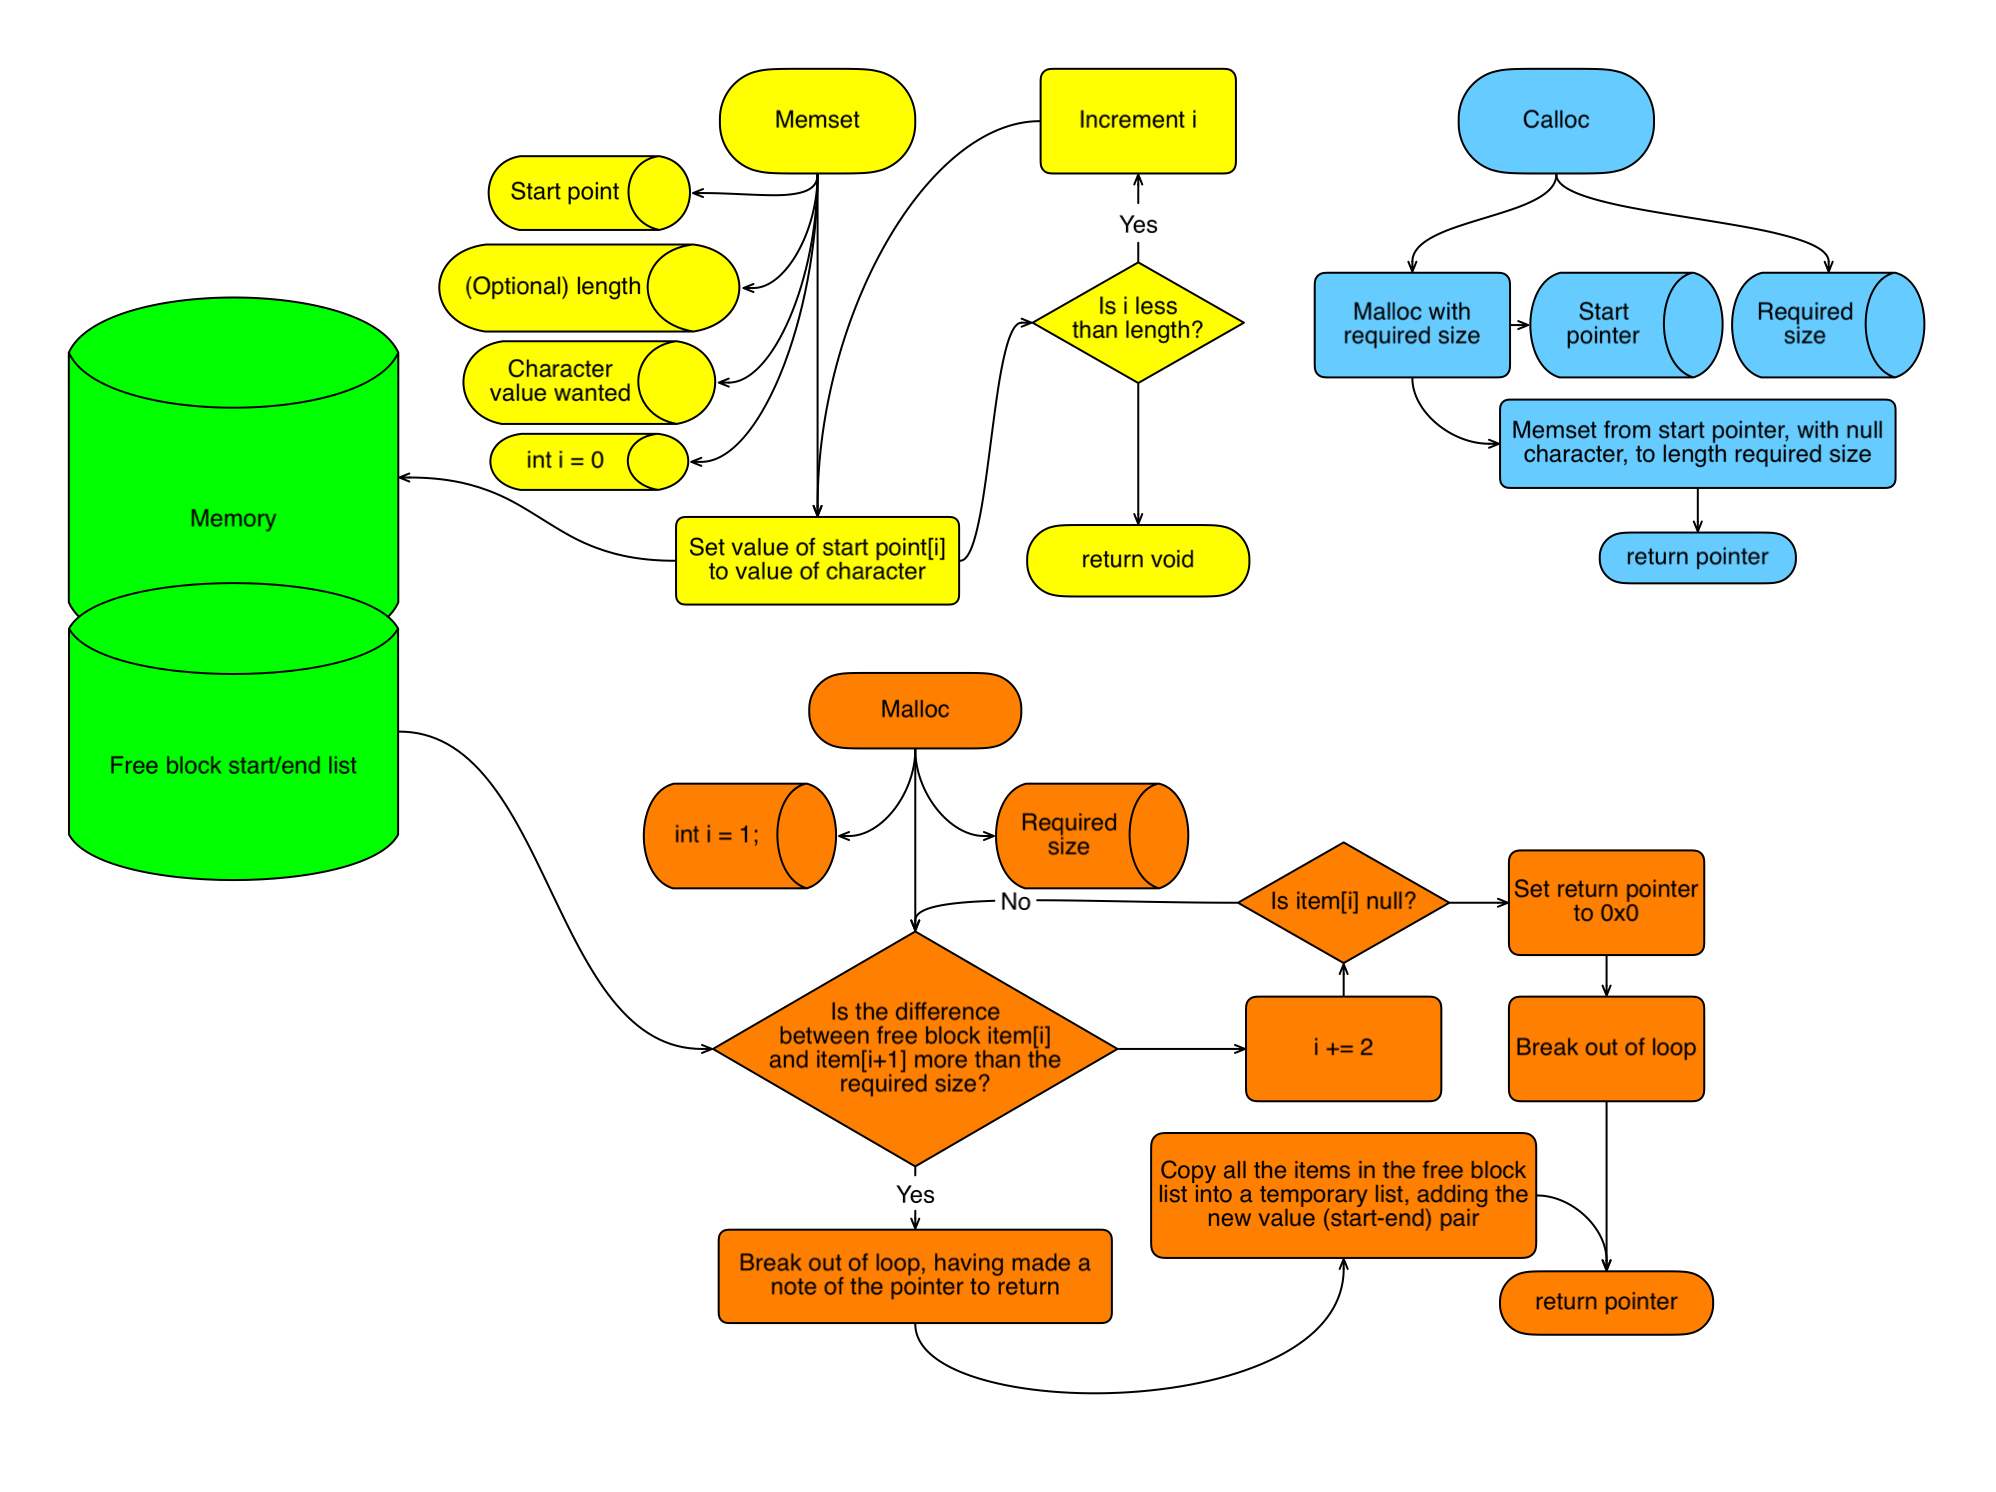 Memset
Start point
(Optional) length
Character
value wanted
int i = 0
Set value of start point[i]
to value of character
Increment i
Yes
Is i less
than length?
return void
Calloc
Malloc with
required size
Start
pointer
Required
size
Memset from start pointer, with null
character, to length required size
return pointer
Memory
Free block start/end list
Malloc
int i = 1;
Required
size
No
Is item[i] null?
Set return pointer
to 0x0
Is the difference
between free block item[i]
and item[i+1] more than the
required size?
i += 2
Break out of loop
Yes
Copy all the items in the free block
list into a temporary list, adding the
new value (start-end) pair
Break out of loop, having made a
note of the pointer to return
return pointer